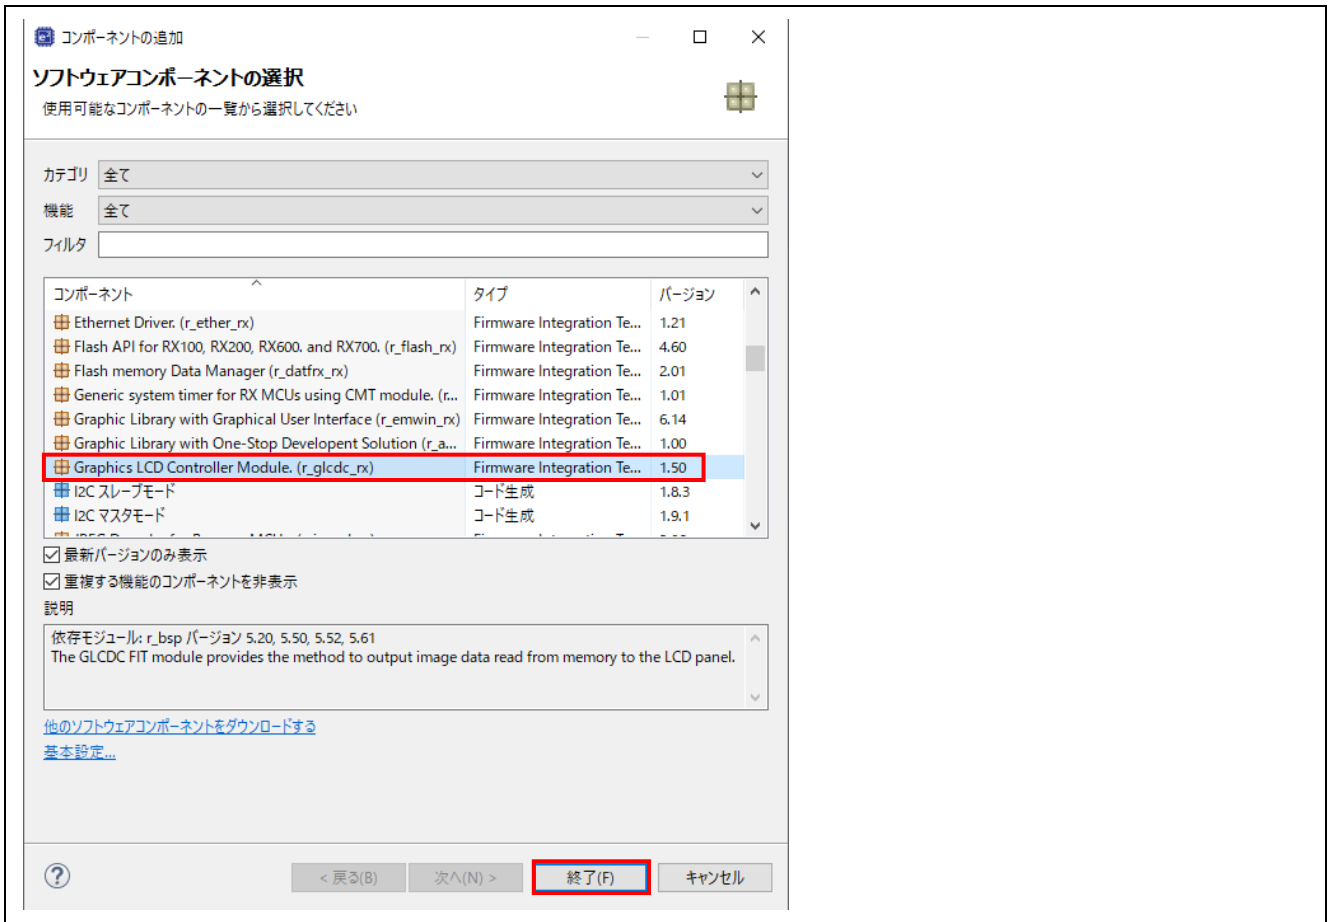 コンポーネントの追加
ソフトウェアコンポーネントの選択
使用可能なコンポーネントの一覧から選択してください
カテゴリ 全て
機能 全て
フィルタ
コンポーネント タイプ バージョン
Ethernet Driver. (r_ether_rx) Firmware Integration Te... 1.21
Flash API for RX100, RX200, RX600. and RX700. (r_flash_rx) Firmware Integration Te... 4.60
Flash memory Data Manager (r_datfrx_rx) Firmware Integration Te... 2.01
Generic system timer for RX MCUs using CMT module. (r... Firmware Integration Te... 1.01
Graphic Library with Graphical User Interface (r_emwin_rx) Firmware Integration Te... 6.14
Graphic Library with One-Stop Developent Solution (r_a... Firmware Integration Te... 1.00
Graphics LCD Controller Module. (r_glcdc_rx) Firmware Integration Te... 1.50
I2C スレーブモード コード生成 1.8.3
I2C マスタモード コード生成 1.9.1
最新バージョンのみ表示
重複する機能のコンポーネントを非表示
説明
依存モジュール: r_bsp バージョン 5.20, 5.50, 5.52, 5.61
The GLCDC FIT module provides the method to output image data read from memory to the LCD panel.
他のソフトウェアコンポーネントをダウンロードする
基本設定...
? < 戻る(B) 次へ(N) > 終了(F) キャンセル